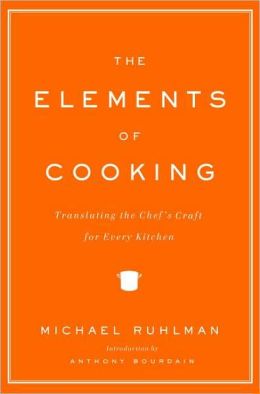 THE
ELEMENTS
OF
COOKING
Translating the Chef's Craft
for Every Kitchen
MICHAEL RUHLMAN
Introduction by
ANTHONY BOURDAIN